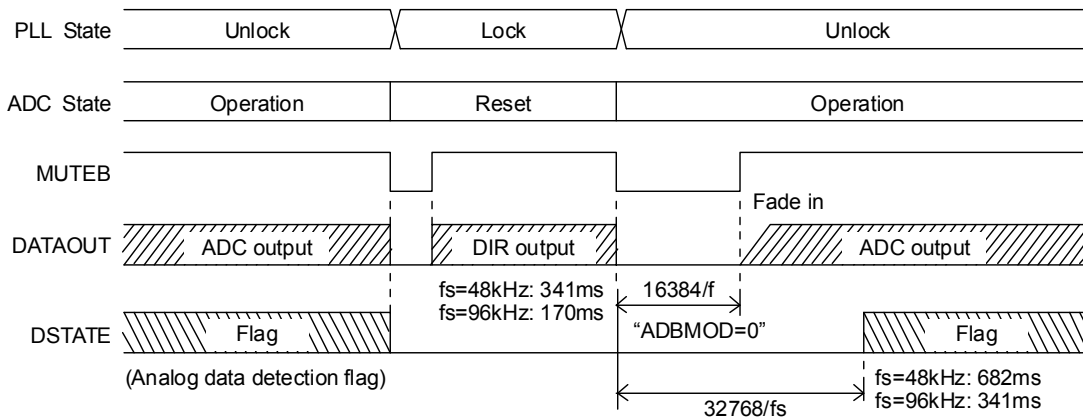 PLL State Unlock Lock Unlock
ADC State Operation Reset Operation
MUTEB
Fade in
DATAOUT ADC output DIR output ADC output
fs=48kHz: 341ms 16384/f
fs=96kHz: 170ms
DSTATE Flag “ADBMOD=0” Flag
(Analog data detection flag) fs=48kHz: 682ms
32768/fs fs=96kHz: 341ms